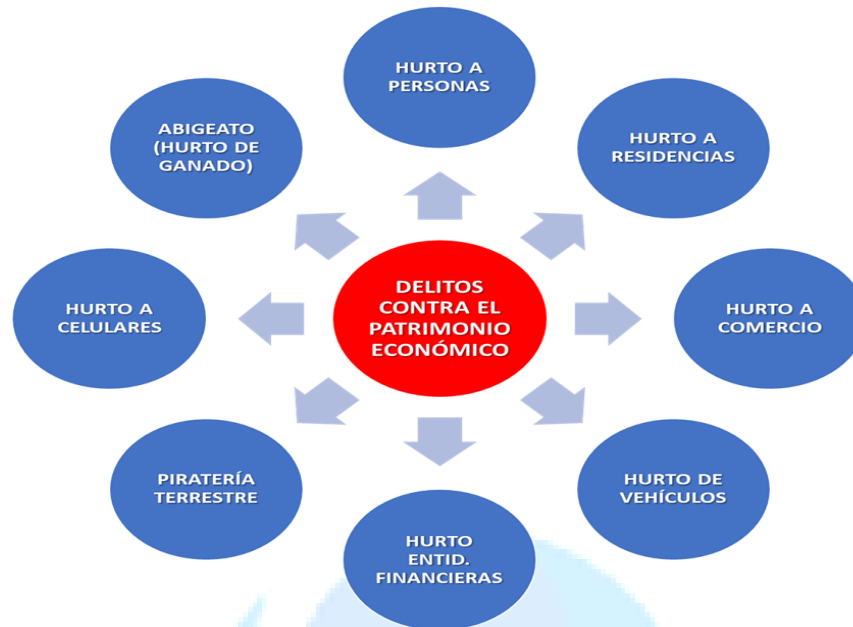 HURTO A
PERSONAS
ABIGEATO
(HURTO DE
GANADO)
HURTO A
RESIDENCIAS
DELITOS
CONTRA EL
PATRIMONIO
ECONÓMICO
HURTO A
CELULARES
HURTO A
COMERCIO
PIRATERÍA
TERRESTRE
HURTO DE
VEHÍCULOS
HURTO
ENTID.
FINANCIERAS